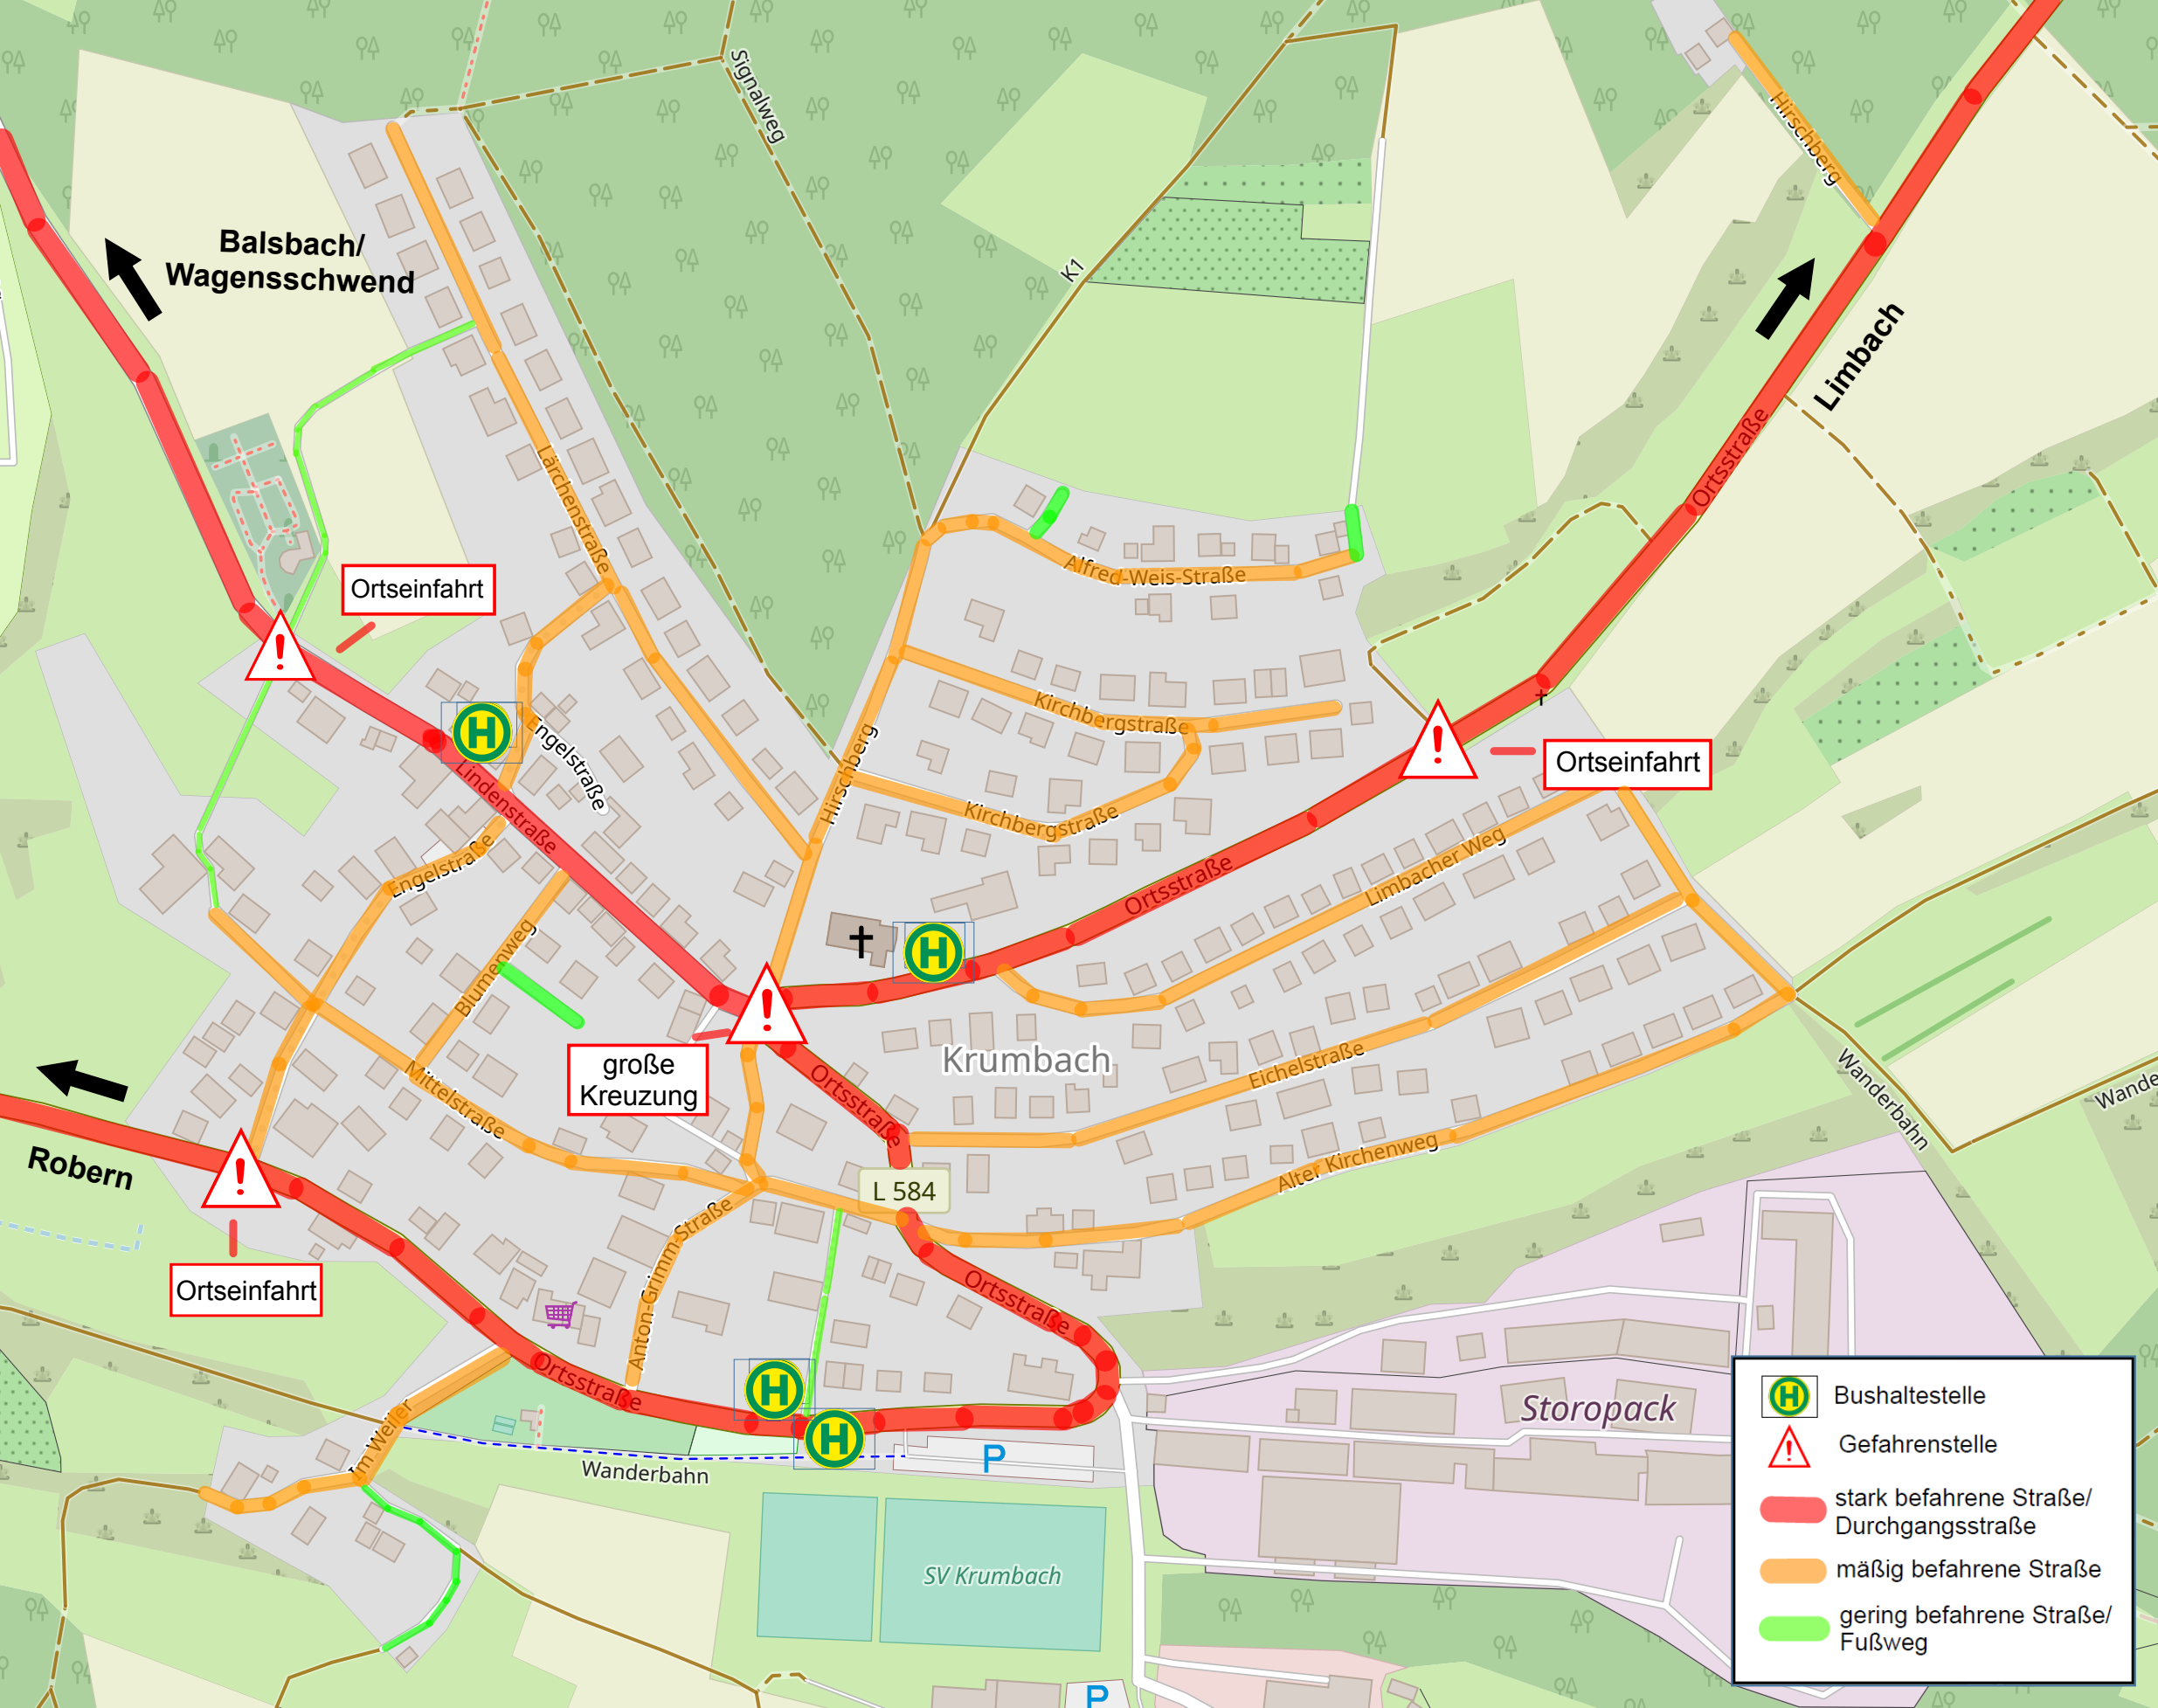 Signalweg
Hirschberg
Balsbach/
Wagensschwend
K1
Limbach
Ortsstraße
Lärchenstraße
Ortseinfahrt
Alfred-Weis-Straße
Kirchbergstraße
H
Engelstraße
Hirschberg
Lindenstraße
Ortseinfahrt
Kirchbergstraße
Engelstraße
Ortsstraße
Limbacher Weg
Blumenweg
H
große
Kreuzung
Krumbach
Ortsstraße
Eichelstraße
Mittelstraße
Wanderbahn
Wande
Robern
Alter Kirchenweg
L 584
Anton-Grimm-Straße
Ortseinfahrt
Ortsstraße
Ortsstraße
H
H
Im Weiler
Wanderbahn
P
Storopack
SV Krumbach
P
H Bushaltestelle
Gefahrenstelle
stark befahrene Straße/
Durchgangsstraße
mäßig befahrene Straße
gering befahrene Straße/
Fußweg